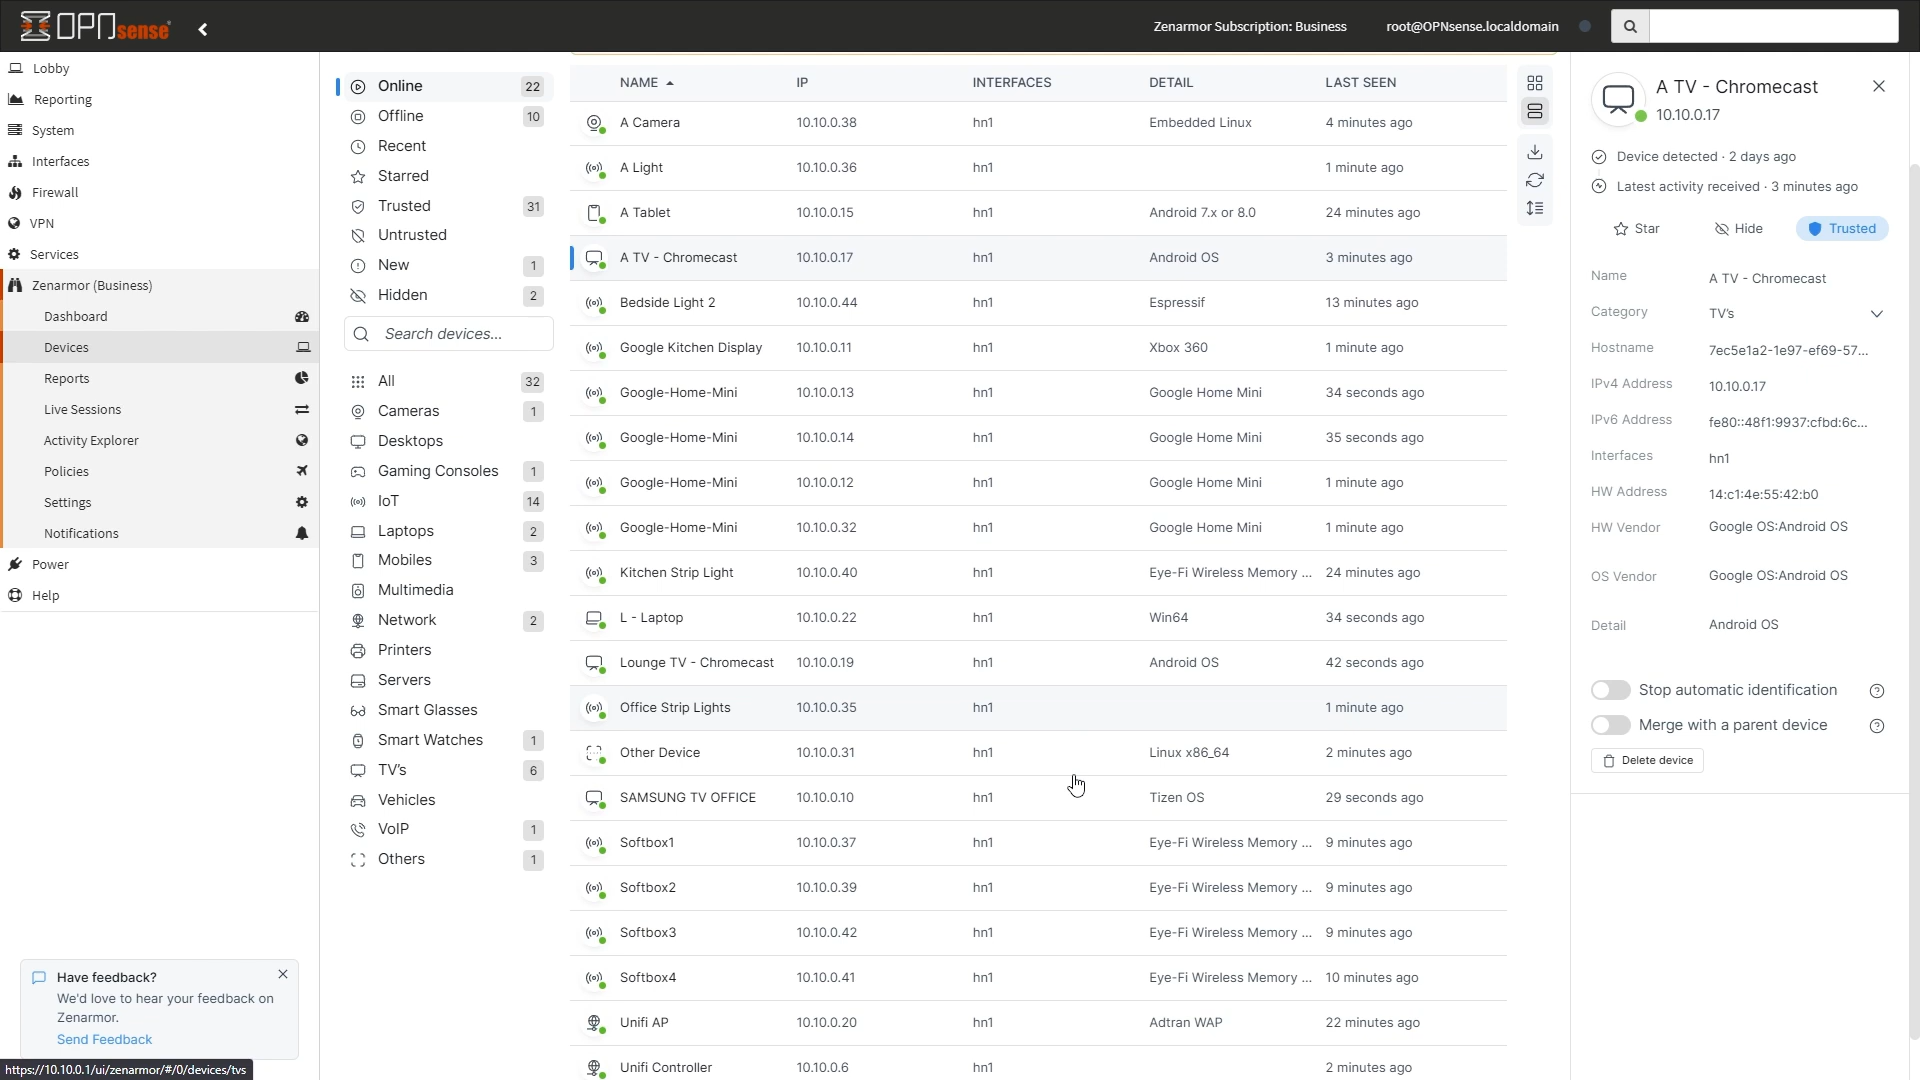 OPNsense
Zenarmor Subscription: Business
root@OPNsense.localdomain
Lobby
Reporting
System
Interfaces
Firewall
VPN
Services
Zenarmor (Business)
Dashboard
Devices
Reports
Live Sessions
Activity Explorer
Policies
Settings
Notifications
Power
Help
Have feedback?
We'd love to hear your feedback on
Zenarmor.
Send Feedback
https://10.10.0.1/ui/zenarmor/#/0/devices/tvs
Online 22
Offline 10
Recent
Starred
Trusted 31
Untrusted
New 1
Hidden 2
Search devices...
All 32
Cameras 1
Desktops
Gaming Consoles 1
IoT 14
Laptops 2
Mobiles 3
Multimedia
Network 2
Printers
Servers
Smart Glasses
Smart Watches 1
TV's 6
Vehicles
VoIP 1
Others 1
NAME IP INTERFACES DETAIL LAST SEEN
A Camera 10.10.0.38 hn1 Embedded Linux 4 minutes ago
A Light 10.10.0.36 hn1 1 minute ago
A Tablet 10.10.0.15 hn1 Android 7.x or 8.0 24 minutes ago
A TV - Chromecast 10.10.0.17 hn1 Android OS 3 minutes ago
Bedside Light 2 10.10.0.44 hn1 Espressif 13 minutes ago
Google Kitchen Display 10.10.0.11 hn1 Xbox 360 1 minute ago
Google-Home-Mini 10.10.0.13 hn1 Google Home Mini 34 seconds ago
Google-Home-Mini 10.10.0.14 hn1 Google Home Mini 35 seconds ago
Google-Home-Mini 10.10.0.12 hn1 Google Home Mini 1 minute ago
Google-Home-Mini 10.10.0.32 hn1 Google Home Mini 1 minute ago
Kitchen Strip Light 10.10.0.40 hn1 Eye-Fi Wireless Memory ... 24 minutes ago
L - Laptop 10.10.0.22 hn1 Win64 34 seconds ago
Lounge TV - Chromecast 10.10.0.19 hn1 Android OS 42 seconds ago
Office Strip Lights 10.10.0.35 hn1 1 minute ago
Other Device 10.10.0.31 hn1 Linux x86_64 2 minutes ago
SAMSUNG TV OFFICE 10.10.0.10 hn1 Tizen OS 29 seconds ago
Softbox1 10.10.0.37 hn1 Eye-Fi Wireless Memory ... 9 minutes ago
Softbox2 10.10.0.39 hn1 Eye-Fi Wireless Memory ... 9 minutes ago
Softbox3 10.10.0.42 hn1 Eye-Fi Wireless Memory ... 9 minutes ago
Softbox4 10.10.0.41 hn1 Eye-Fi Wireless Memory ... 10 minutes ago
Unifi AP 10.10.0.20 hn1 Adtran WAP 22 minutes ago
Unifi Controller 10.10.0.6 hn1 2 minutes ago
A TV - Chromecast
10.10.0.17
Device detected · 2 days ago
Latest activity received · 3 minutes ago
Star Hide Trusted
Name A TV - Chromecast
Category TV's
Hostname 7ec5e1a2-1e97-ef69-57...
IPv4 Address 10.10.0.17
IPv6 Address fe80::48f1:9937:cfbd:6c...
Interfaces hn1
HW Address 14:c1:4e:55:42:b0
HW Vendor Google OS:Android OS
OS Vendor Google OS:Android OS
Detail Android OS
Stop automatic identification
Merge with a parent device
Delete device